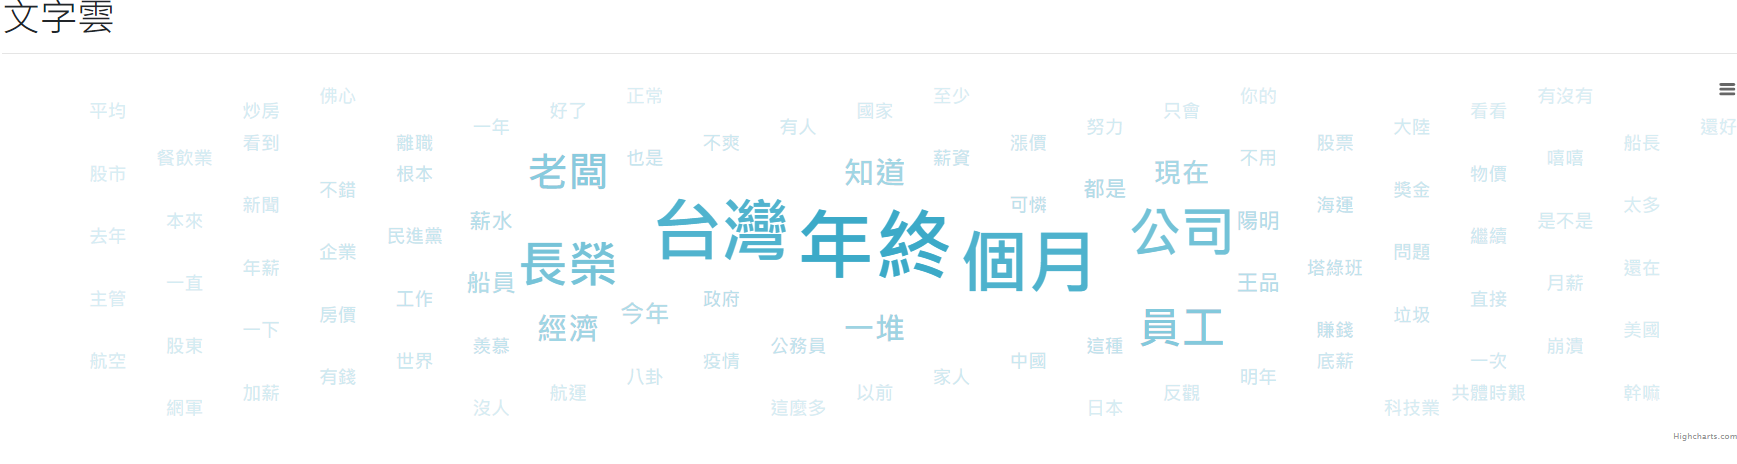 文字雲
佛心
正常
至少
你的
有沒有
平均
炒房
好了
國家
只會
看看
一年
有人
努力
大陸
還好
看到
離職
不爽
漲價
股票
船長
餐飲業
也是
薪資
不用
嘻嘻
股市
根本
老闆
知道
現在
物價
不錯
都是
獎金
新聞
可憐
海運
太多
本來
薪水
陽明
是不是
去年
民進黨
台灣
年終
個月
公司
繼續
企業
長榮
問題
年薪
塔綠班
還在
一直
船員
王品
月薪
主管
工作
政府
直接
房價
今年
員工
垃圾
一下
經濟
一堆
賺錢
美國
股東
羨慕
公務員
這種
崩潰
航空
世界
疫情
中國
底薪
一次
有錢
八卦
家人
明年
加薪
航運
以前
反觀
共體時艱
幹嘛
網軍
沒人
這麼多
日本
科技業
Highcharts.com